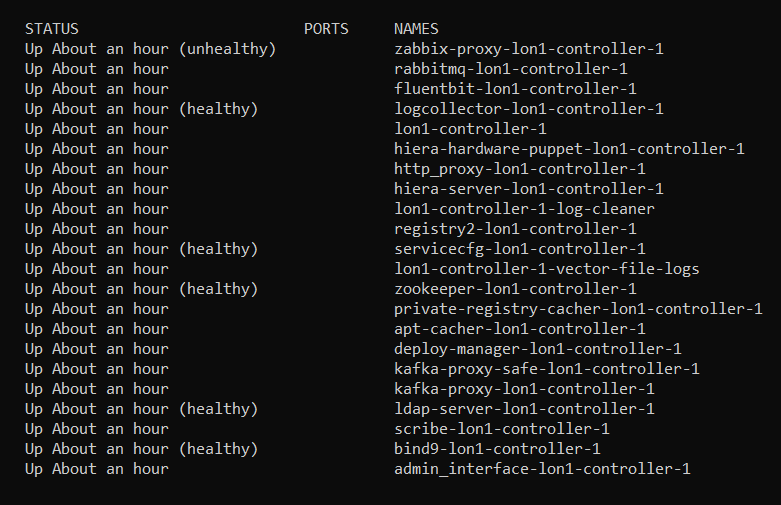 STATUS PORTS NAMES
Up About an hour (unhealthy) zabbix-proxy-lon1-controller-1
Up About an hour rabbitmq-lon1-controller-1
Up About an hour fluentbit-lon1-controller-1
Up About an hour (healthy) logcollector-lon1-controller-1
Up About an hour lon1-controller-1
Up About an hour hiera-hardware-puppet-lon1-controller-1
Up About an hour http_proxy-lon1-controller-1
Up About an hour hiera-server-lon1-controller-1
Up About an hour lon1-controller-1-log-cleaner
Up About an hour registry2-lon1-controller-1
Up About an hour (healthy) servicecfg-lon1-controller-1
Up About an hour lon1-controller-1-vector-file-logs
Up About an hour (healthy) zookeeper-lon1-controller-1
Up About an hour private-registry-cacher-lon1-controller-1
Up About an hour apt-cacher-lon1-controller-1
Up About an hour deploy-manager-lon1-controller-1
Up About an hour kafka-proxy-safe-lon1-controller-1
Up About an hour kafka-proxy-lon1-controller-1
Up About an hour (healthy) ldap-server-lon1-controller-1
Up About an hour scribe-lon1-controller-1
Up About an hour (healthy) bind9-lon1-controller-1
Up About an hour admin_interface-lon1-controller-1